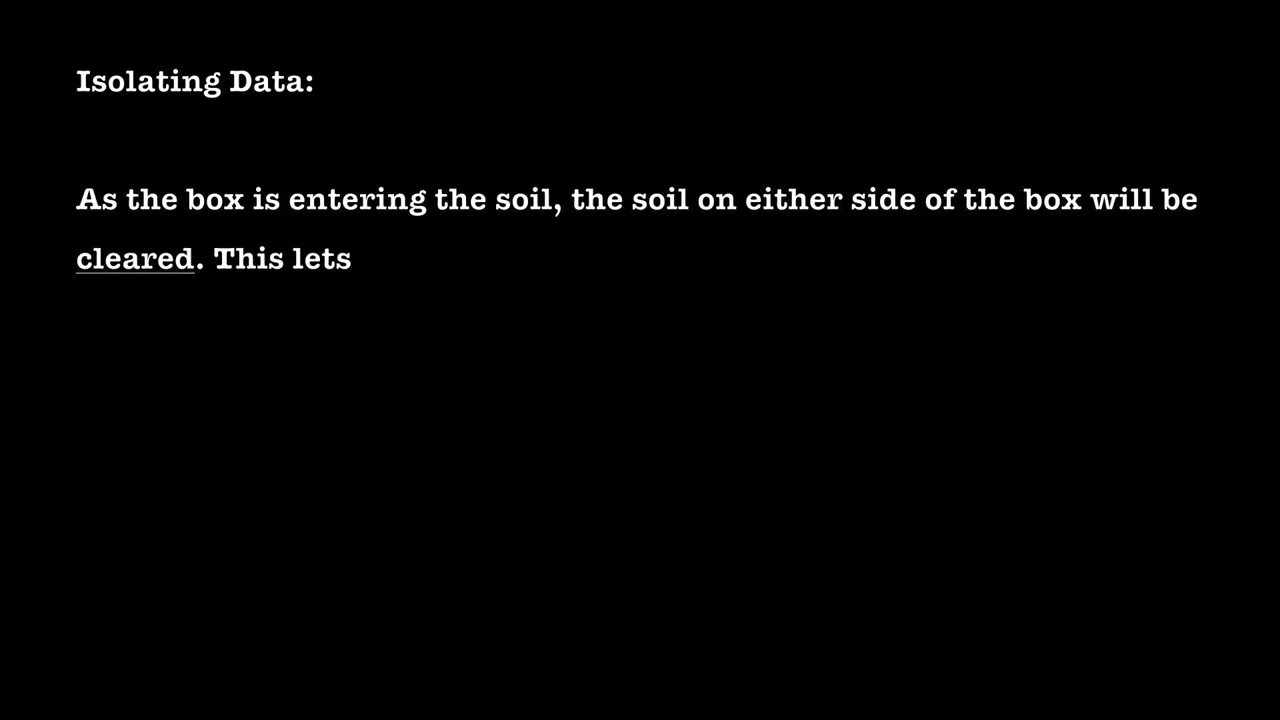 Isolating Data:
As the box is entering the soil, the soil on either side of the box will be
cleared. This lets